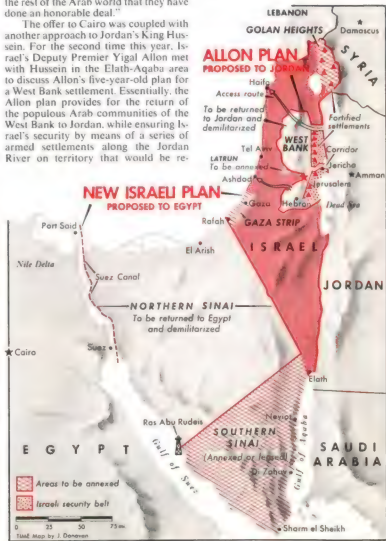 the rest of the Arab world that they have
done an honorable deal."
The offer to Cairo was coupled with
another approach to Jordan's King Hus-
sein. For the second time this year, Is-
rael's Deputy Premier Yigal Allon met
with Hussein in the Elath-Aqaba area
to discuss Allon's five-year-old plan for
a West Bank settlement. Essentially, the
Allon plan provides for the return of
the populous Arab communities of the
West Bank to Jordan, while ensuring Is-
rael's security by means of a series of
armed settlements along the Jordan
River on territory that would be re-
LEBANON
GOLAN HEIGHTS
Damascus
SYRIA
ALLON PLAN
PROPOSED TO JORDAN
Haifa
Access route
To be returned
to Jordan and
demilitarized
Fortified
settlements
WEST
BANK
Tel Aviv
Corridor
LATRUN
To be annexed
Jericho
Amman
Ashdod
Jerusalem
Gaza
Hebron
Dead Sea
NEW ISRAELI PLAN
PROPOSED TO EGYPT
Rafah
GAZA STRIP
Port Said
El Arish
ISRAEL
Nile Delta
JORDAN
Suez Canal
NORTHERN SINAI
To be returned to Egypt
and demilitarized
Cairo
Suez
Elath
Ras Abu Rudeis
Neviot
SOUTHERN
SINAI
(Annexed or leased)
Di Zahav
Gulf of Aqaba
Gulf of Suez
EGYPT
SAUDI
ARABIA
Areas to be annexed
Israeli security belt
0 25 50 75 mi.
TIME Map by J. Donovan
Sharm el Sheikh